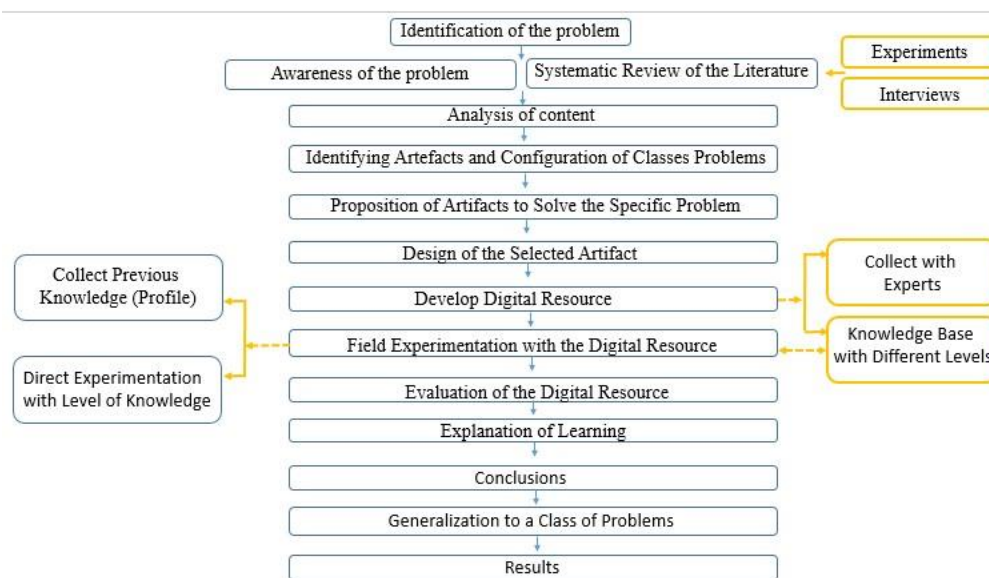 Identification of the problem
Experiments
Awareness of the problem
Systematic Review of the Literature
Interviews
Analysis of content
Identifying Artefacts and Configuration of Classes Problems
Proposition of Artifacts to Solve the Specific Problem
Design of the Selected Artifact
Collect with
Experts
Collect Previous
Knowledge (Profile)
Develop Digital Resource
Field Experimentation with the Digital Resource
Knowledge Base
with Different Levels
Direct Experimentation
with Level of Knowledge
Evaluation of the Digital Resource
Explanation of Learning
Conclusions
Generalization to a Class of Problems
Results